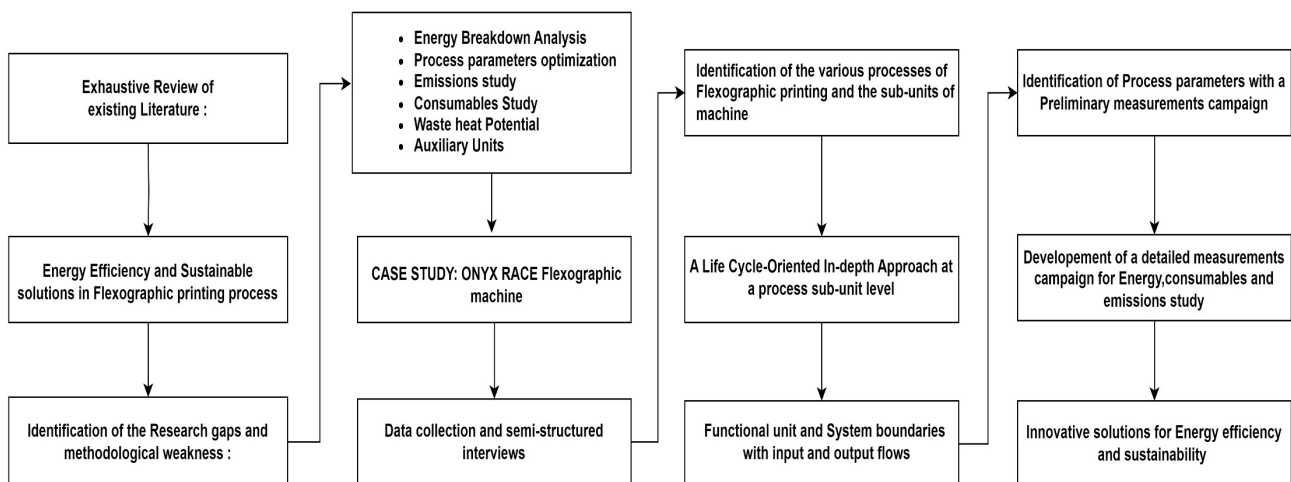 Exhaustive Review of
existing Literature :
Energy Efficiency and Sustainable
solutions in Flexographic printing process
Identification of the Research gaps and
methodological weakness :
• Energy Breakdown Analysis
• Process parameters optimization
• Emissions study
• Consumables Study
• Waste heat Potential
• Auxiliary Units
CASE STUDY: ONYX RACE Flexographic
machine
Data collection and semi-structured
interviews
Identification of the various processes of
Flexographic printing and the sub-units of
machine
A Life Cycle-Oriented In-depth Approach at
a process sub-unit level
Functional unit and System boundaries
with input and output flows
Identification of Process parameters with a
Preliminary measurements campaign
Developement of a detailed measurements
campaign for Energy,consumables and
emissions study
Innovative solutions for Energy efficiency
and sustainability